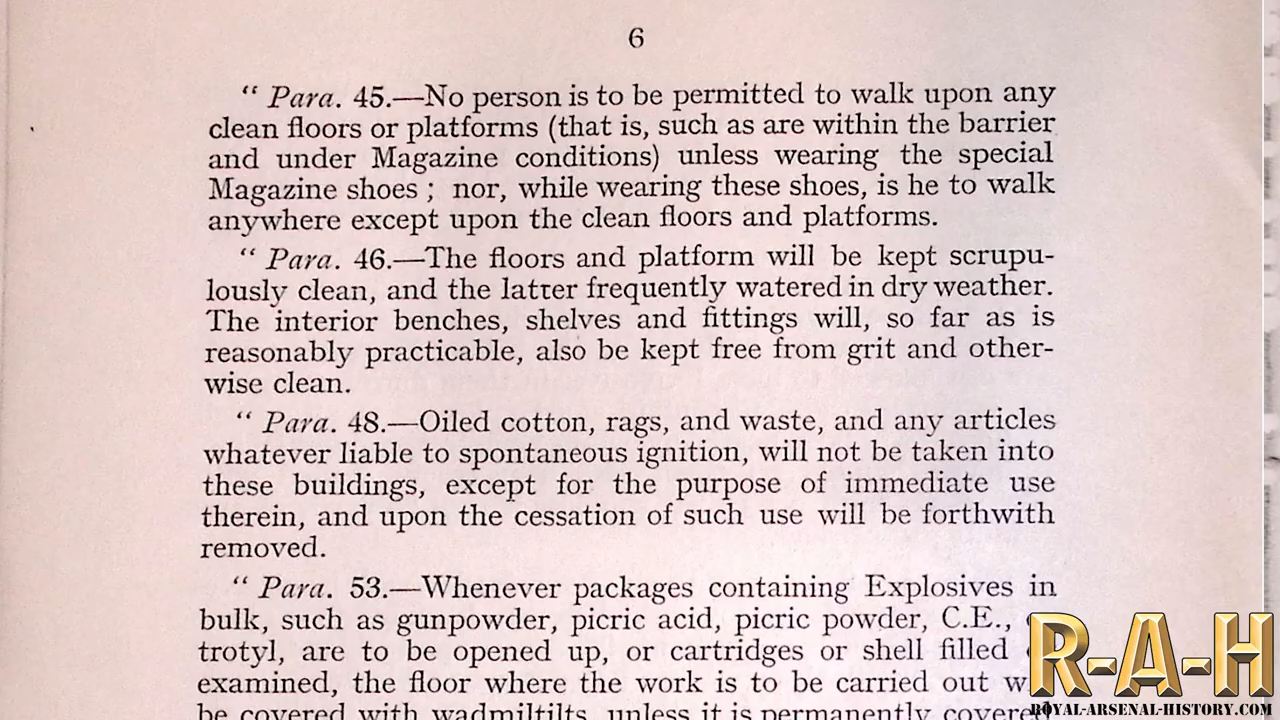 6
“ Para. 45.—No person is to be permitted to walk upon any
clean floors or platforms (that is, such as are within the barrier
and under Magazine conditions) unless wearing the special
Magazine shoes ; nor, while wearing these shoes, is he to walk
anywhere except upon the clean floors and platforms.
“ Para. 46.—The floors and platform will be kept scrupu-
lously clean, and the latter frequently watered in dry weather.
The interior benches, shelves and fittings will, so far as is
reasonably practicable, also be kept free from grit and other-
wise clean.
“ Para. 48.—Oiled cotton, rags, and waste, and any articles
whatever liable to spontaneous ignition, will not be taken into
these buildings, except for the purpose of immediate use
therein, and upon the cessation of such use will be forthwith
removed.
“ Para. 53.—Whenever packages containing Explosives in
bulk, such as gunpowder, picric acid, picric powder, C.E.,
trotyl, are to be opened up, or cartridges or shell filled
examined, the floor where the work is to be carried out
be covered with wadmiltilts, unless it is permanently
R-A-H
ROYAL-ARSENAL-HISTORY.COM